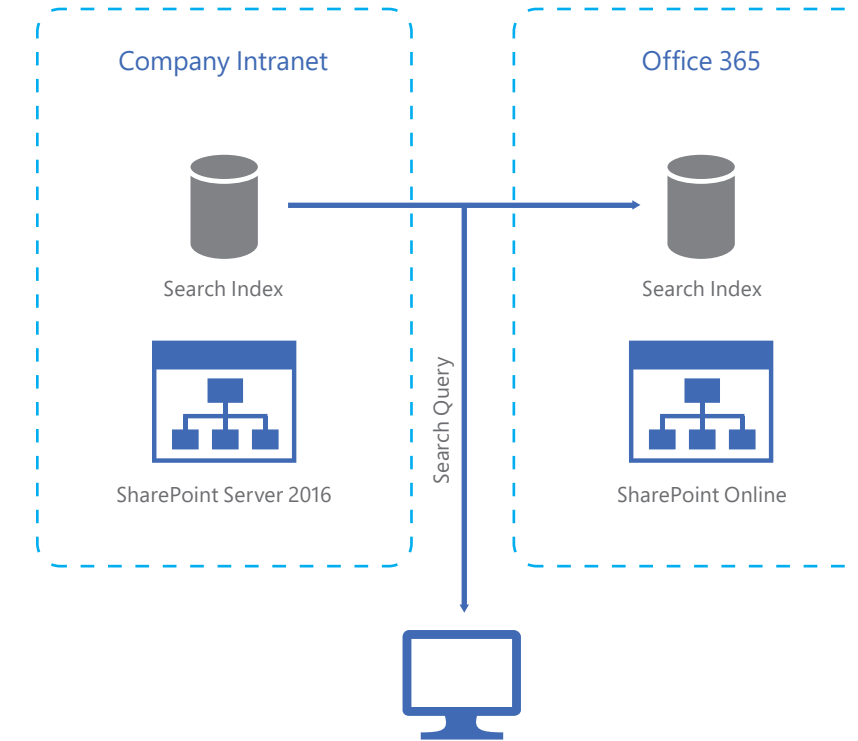 Company Intranet
Office 365
Search Index
Search Index
Search Query
SharePoint Server 2016
SharePoint Online